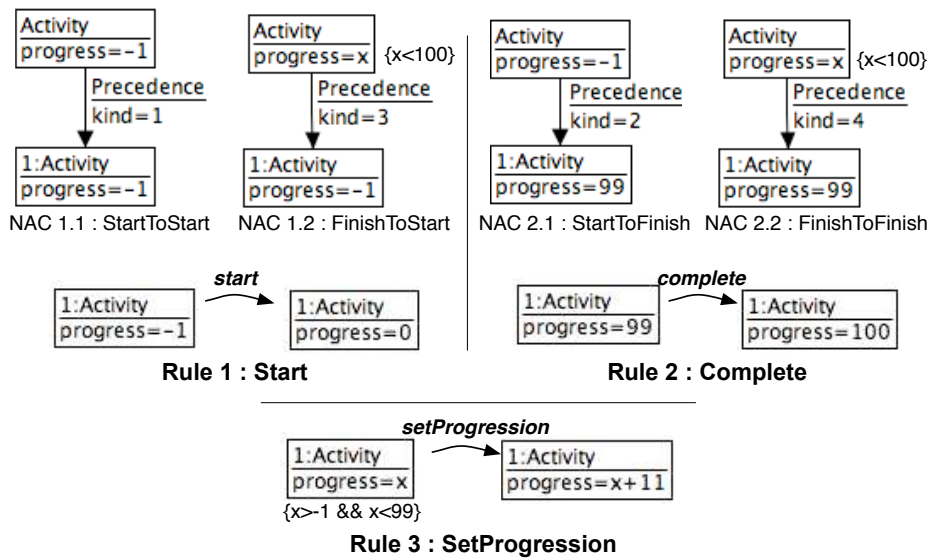 1:Activity
progress=-1
Precedence
kind=1
1:Activity
progress=-1
NAC 1.1 : StartToStart
Activity
progress=x {x<100}
Precedence
kind=3
1:Activity
progress=-1
NAC 1.2 : FinishToStart
start
1:Activity
progress=-1
1:Activity
progress=0
Rule 1 : Start
Activity
progress=-1
Precedence
kind=2
1:Activity
progress=99
NAC 2.1 : StartToFinish
Activity
progress=x {x<100}
Precedence
kind=4
1:Activity
progress=99
NAC 2.2 : FinishToFinish
complete
1:Activity
progress=99
1:Activity
progress=100
Rule 2 : Complete
setProgression
1:Activity
progress=x
{x>-1 && x<99}
1:Activity
progress=x+11
Rule 3 : SetProgression